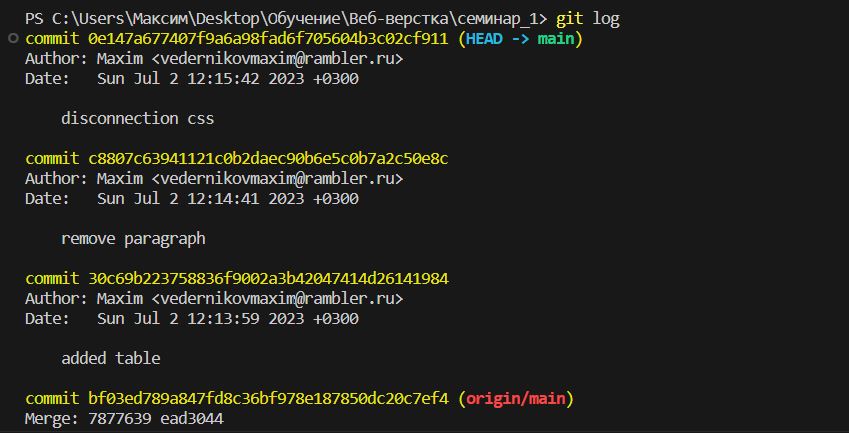 PS C:\Users\Максим\Desktop\Обучение\Веб-верстка\семинар_1> git log
commit 0e147a677407f9a6a98fad6f705604b3c02cf911 (HEAD -> main)
Author: Maxim <vedernikovmaxim@rambler.ru>
Date:   Sun Jul 2 12:15:42 2023 +0300
disconnection css
commit c8807c63941121c0b2daec90b6e5c0b7a2c50e8c
Author: Maxim <vedernikovmaxim@rambler.ru>
Date:   Sun Jul 2 12:14:41 2023 +0300
remove paragraph
commit 30c69b223758836f9002a3b42047414d26141984
Author: Maxim <vedernikovmaxim@rambler.ru>
Date:   Sun Jul 2 12:13:59 2023 +0300
added table
commit bf03ed789a847fd8c36bf978e187850dc20c7ef4 (origin/main)
Merge: 7877639 ead3044